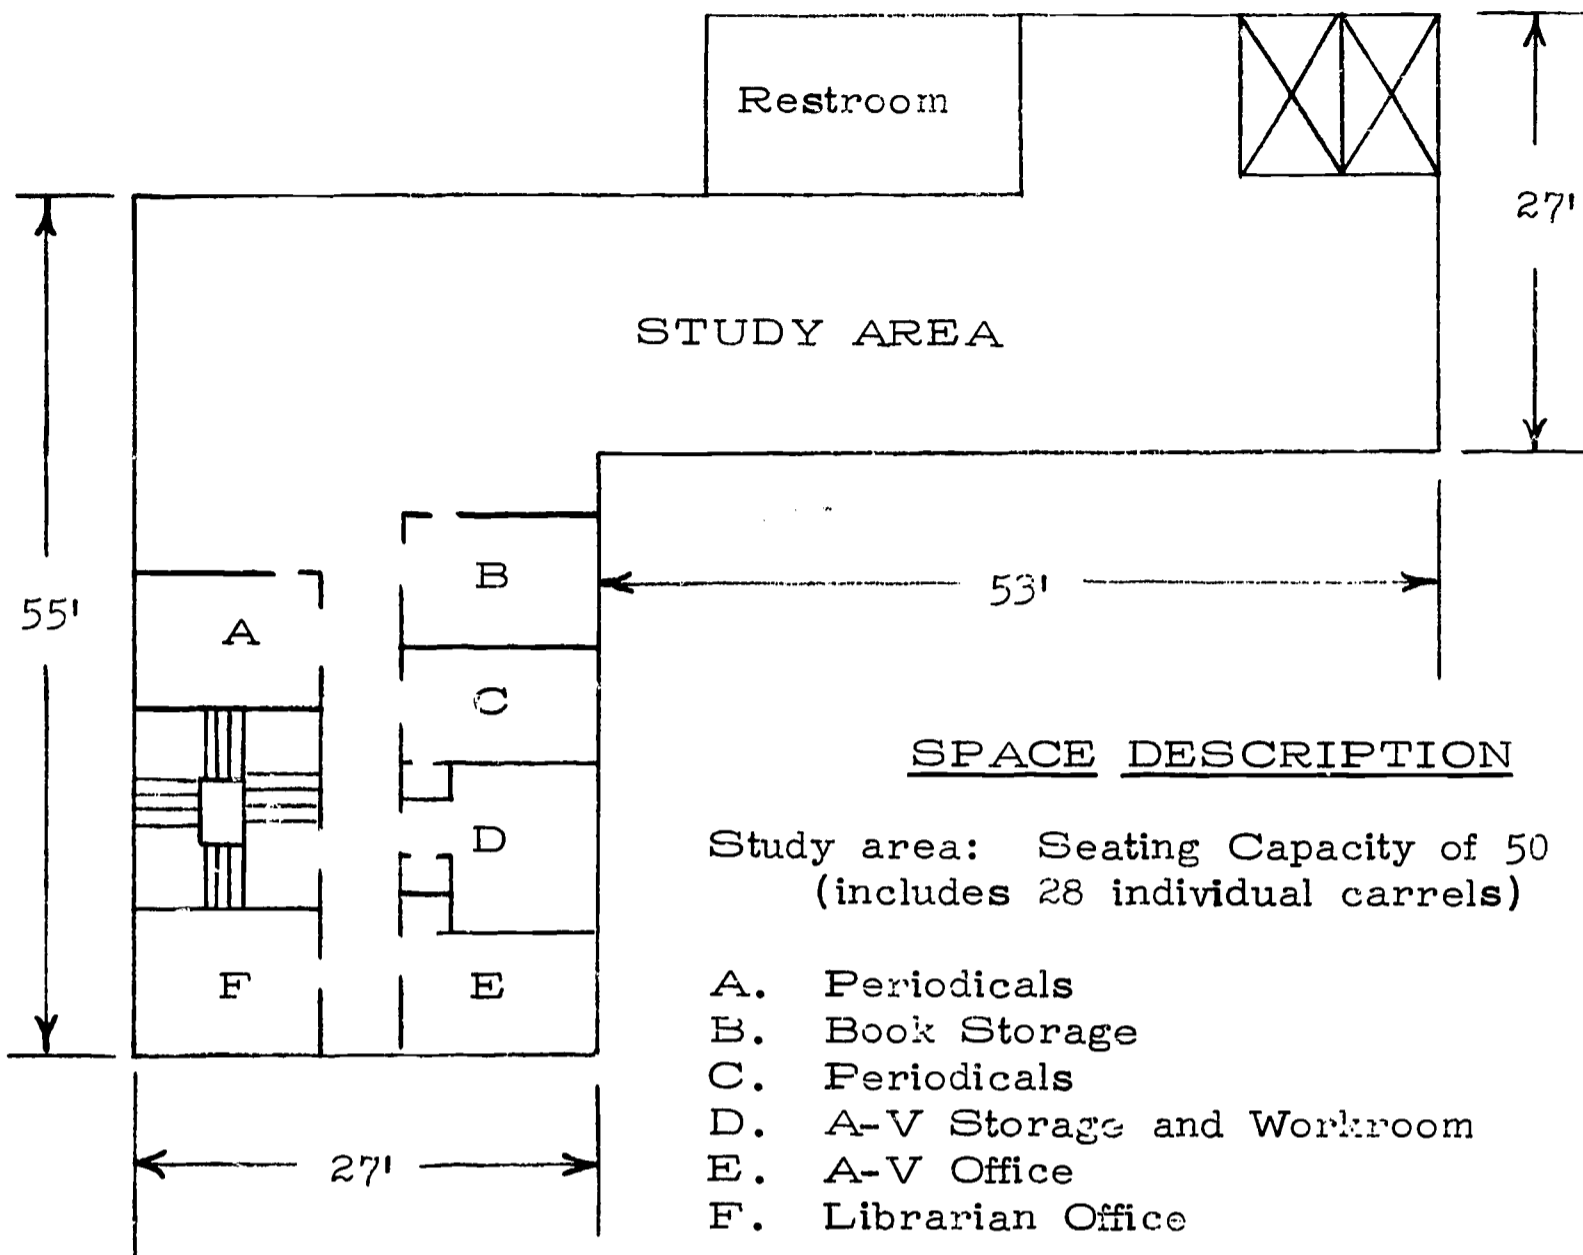 Restroom
27'
STUDY AREA
B
53'
55'
A
C
SPACE DESCRIPTION
D
Study area: Seating Capacity of 50
(includes 28 individual carrels)
F
E
A. Periodicals
B. Book Storage
C. Periodicals
D. A-V Storage and Workroom
E. A-V Office
F. Librarian Office
27'